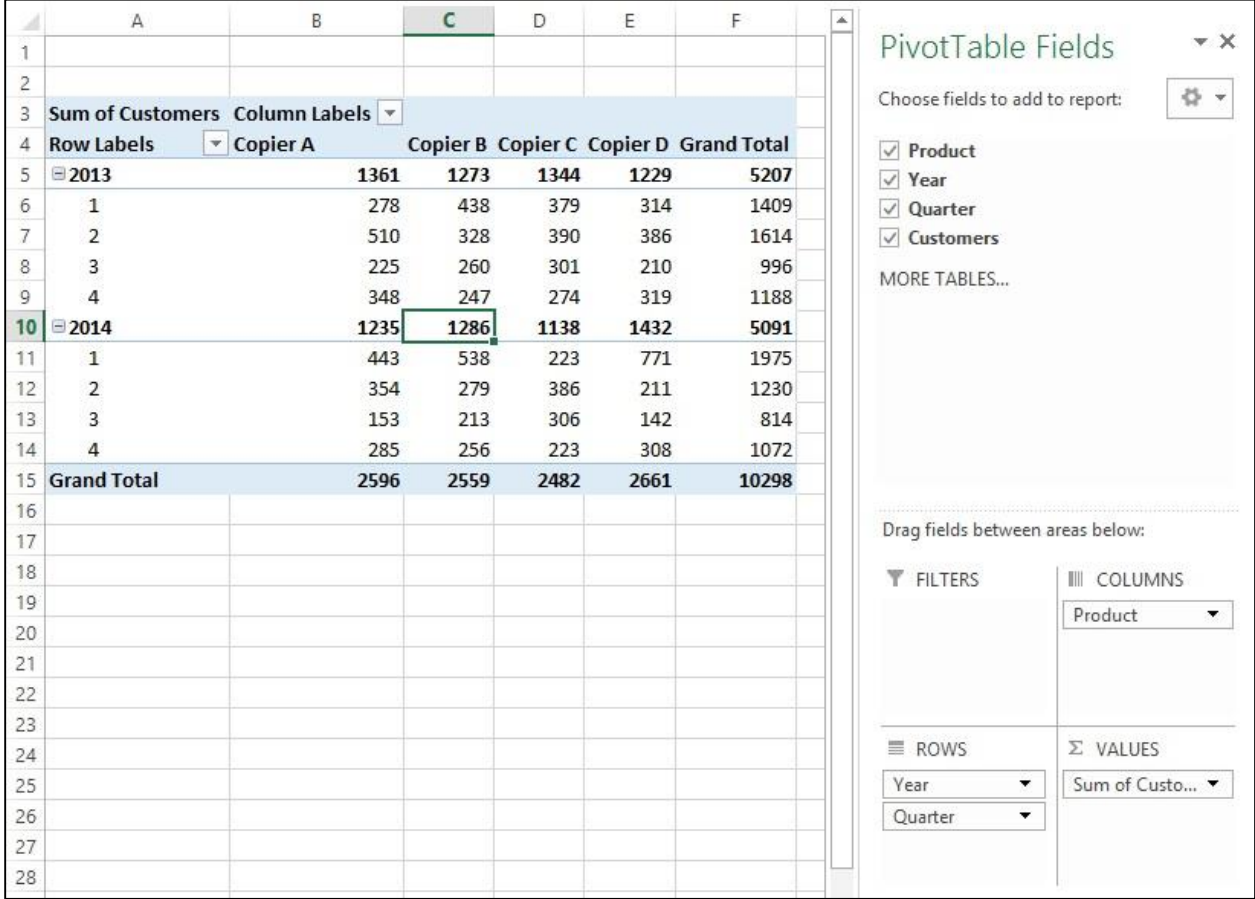 A B C D E F
1
2
3 Sum of Customers Column Labels
4 Row Labels Copier A Copier B Copier C Copier D Grand Total
5 2013 1361 1273 1344 1229 5207
6 1 278 438 379 314 1409
7 2 510 328 390 386 1614
8 3 225 260 301 210 996
9 4 348 247 274 319 1188
10 2014 1235 1286 1138 1432 5091
11 1 443 538 223 771 1975
12 2 354 279 386 211 1230
13 3 153 213 306 142 814
14 4 285 256 223 308 1072
15 Grand Total 2596 2559 2482 2661 10298
16
17
18
19
20
21
22
23
24
25
26
27
28
PivotTable Fields
Choose fields to add to report:
Product
Year
Quarter
Customers
MORE TABLES...
Drag fields between areas below:
FILTERS
COLUMNS
Product
ROWS
Year
Quarter
Σ VALUES
Sum of Custo...